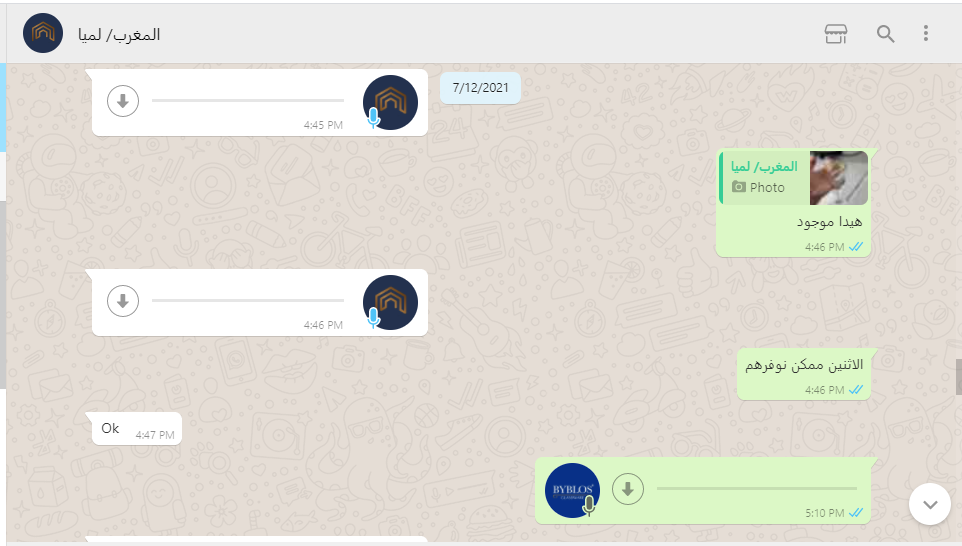 المغرب/ لميا
7/12/2021
4:45 PM
المغرب/ لميا
Photo
هيدا موجود
4:46 PM
4:46 PM
الاثنين ممكن نوفرهم
4:46 PM
Ok
4:47 PM
BYBLOS
5:10 PM